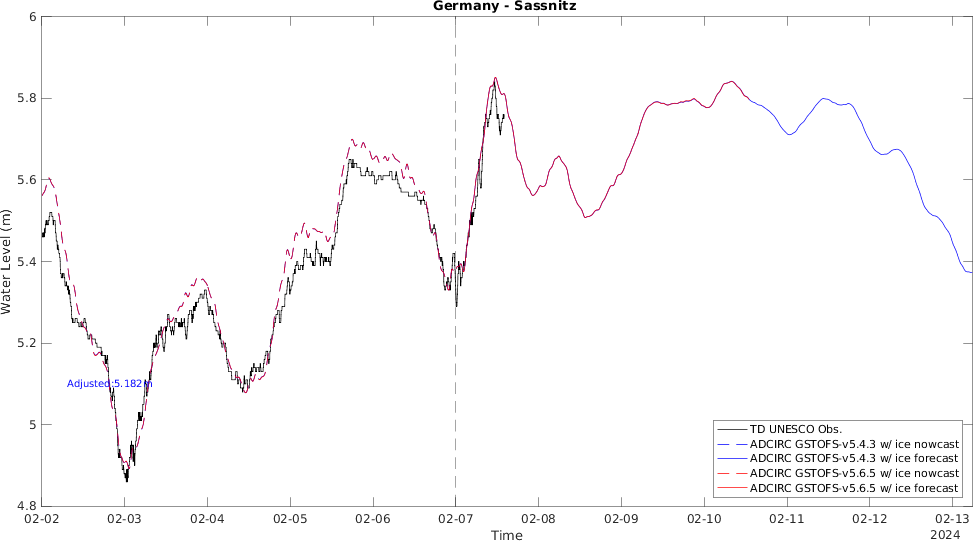 Germany - Sassnitz
6
5.8
5.6
5.4
5.2
5
4.8
Water Level (m)
Adjusted:5.182m
TD UNESCO Obs.
ADCIRC GSTOFS-v5.4.3 w/ ice nowcast
ADCIRC GSTOFS-v5.4.3 w/ ice forecast
ADCIRC GSTOFS-v5.6.5 w/ ice nowcast
ADCIRC GSTOFS-v5.6.5 w/ ice forecast
02-02 02-03 02-04 02-05 02-06 02-07 02-08 02-09 02-10 02-11 02-12 02-13
Time
2024